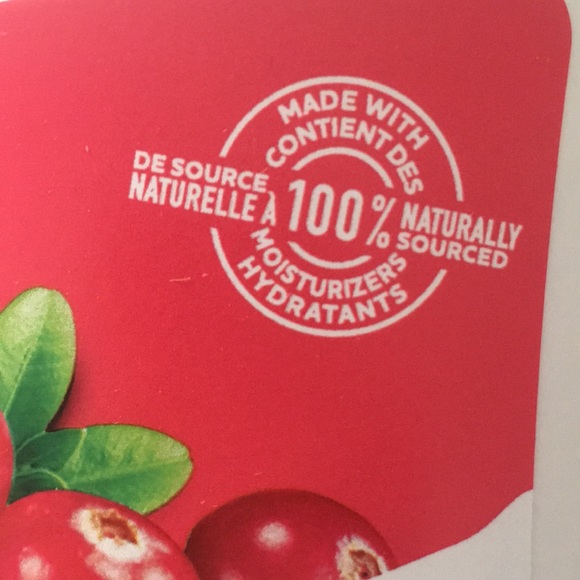 MADE WITH
CONTIENT DES
DE SOURCE
NATURELLE À 100% NATURALLY
SOURCED
MOISTURIZERS
HYDRATANTS